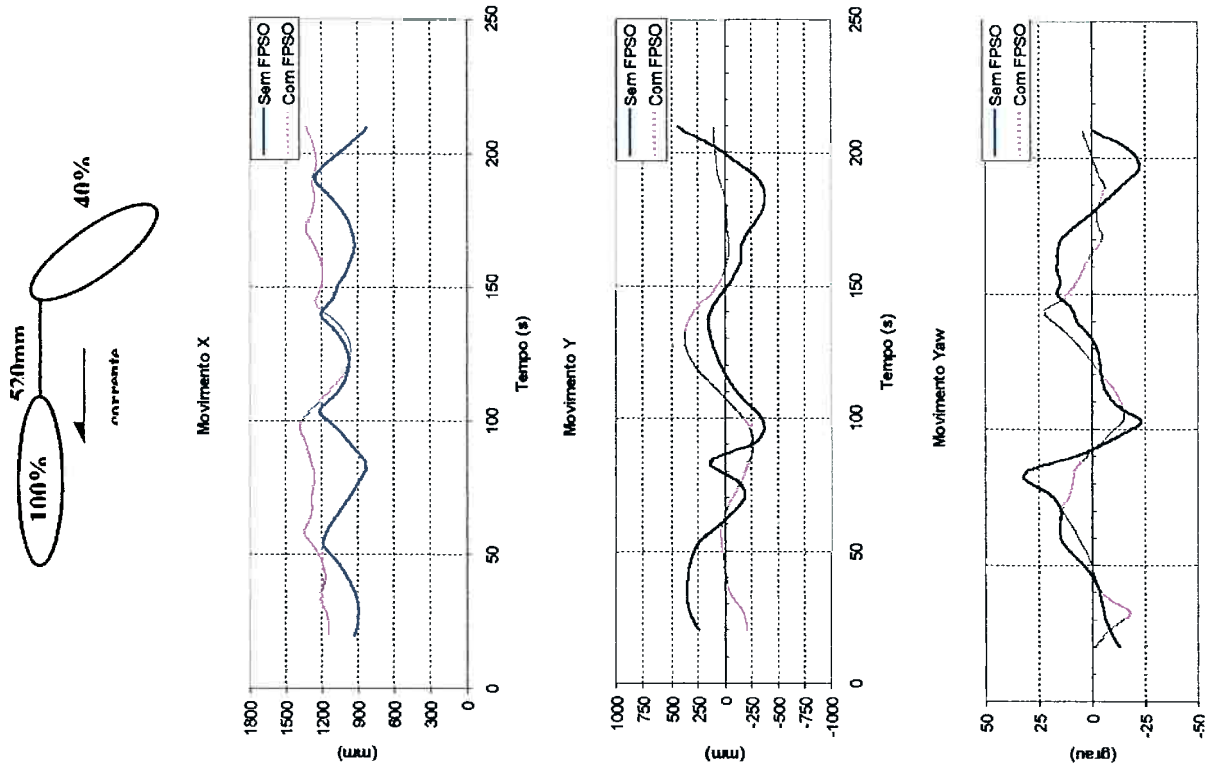 520mm
100%
40%
corrente
Movimento X
(mm)
1800
1500
1200
900
600
300
0
0
50
100
150
200
250
Tempo (s)
Sem FPSO
Com FPSO
Movimento Y
(mm)
1000
750
500
250
0
-250
-500
-750
-1000
0
50
100
150
200
250
Tempo (s)
Sem FPSO
Com FPSO
Movimento Yaw
(grau)
50
25
0
-25
-50
Sem FPSO
Com FPSO